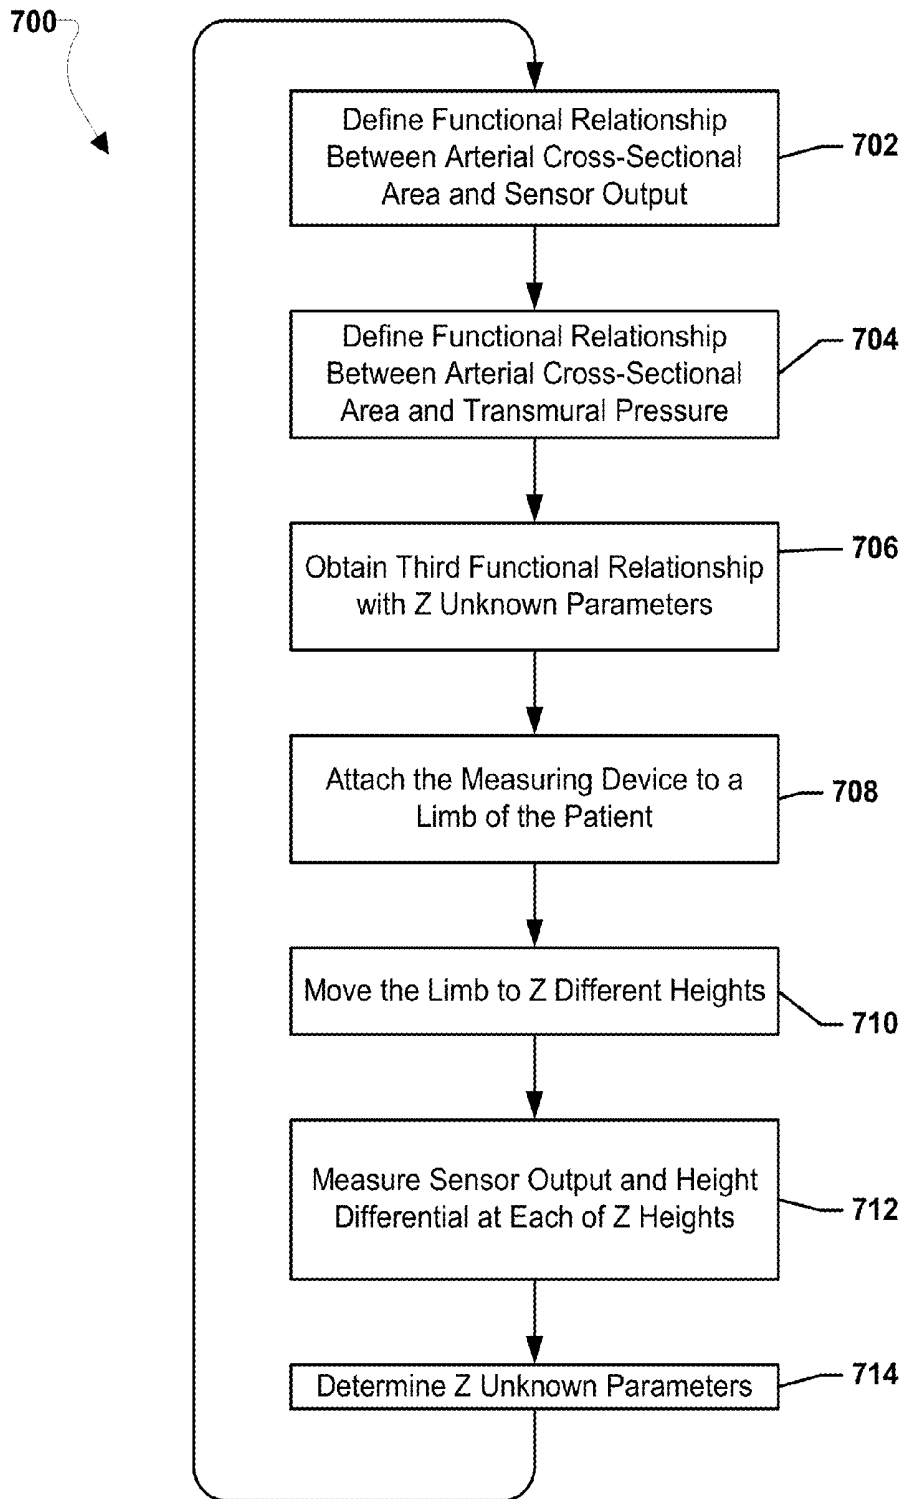 700
Define Functional Relationship
Between Arterial Cross-Sectional
Area and Sensor Output
702
Define Functional Relationship
Between Arterial Cross-Sectional
Area and Transmural Pressure
704
Obtain Third Functional Relationship
with Z Unknown Parameters
706
Attach the Measuring Device to a
Limb of the Patient
708
Move the Limb to Z Different Heights
710
Measure Sensor Output and Height
Differential at Each of Z Heights
712
Determine Z Unknown Parameters
714